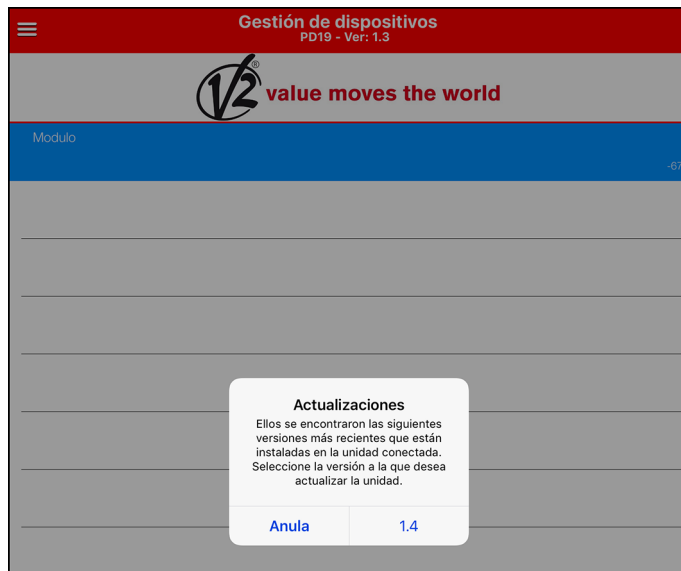 Gestión de dispositivos
PD19 - Ver: 1.3
V2® value moves the world
Modulo
-67
Actualizaciones
Ellos se encontraron las siguientes
versiones más recientes que están
instaladas en la unidad conectada.
Seleccione la versión a la que desea
actualizar la unidad.
Anula 1.4